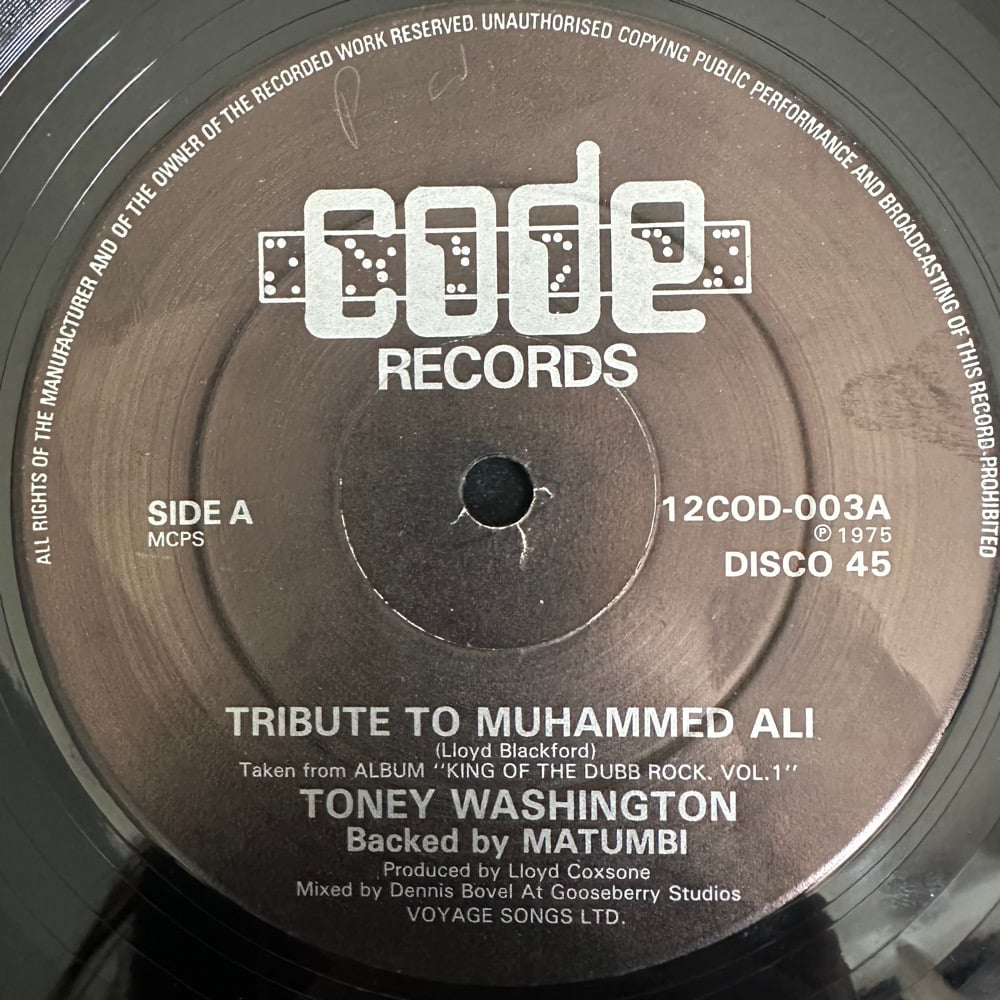 ALL RIGHTS OF THE MANUFACTURER AND OF THE OWNER OF THE RECORDED WORK RESERVED. UNAUTHORISED COPYING PUBLIC PERFORMANCE AND BROADCASTING OF THIS RECORD-PROHIBITED
code
RECORDS
SIDE A
MCPS
12COD-003A
℗ 1975
DISCO 45
TRIBUTE TO MUHAMMED ALI
(Lloyd Blackford)
Taken from ALBUM "KING OF THE DUBB ROCK. VOL.1"
TONEY WASHINGTON
Backed by MATUMBI
Produced by Lloyd Coxsone
Mixed by Dennis Bovel At Gooseberry Studios
VOYAGE SONGS LTD.